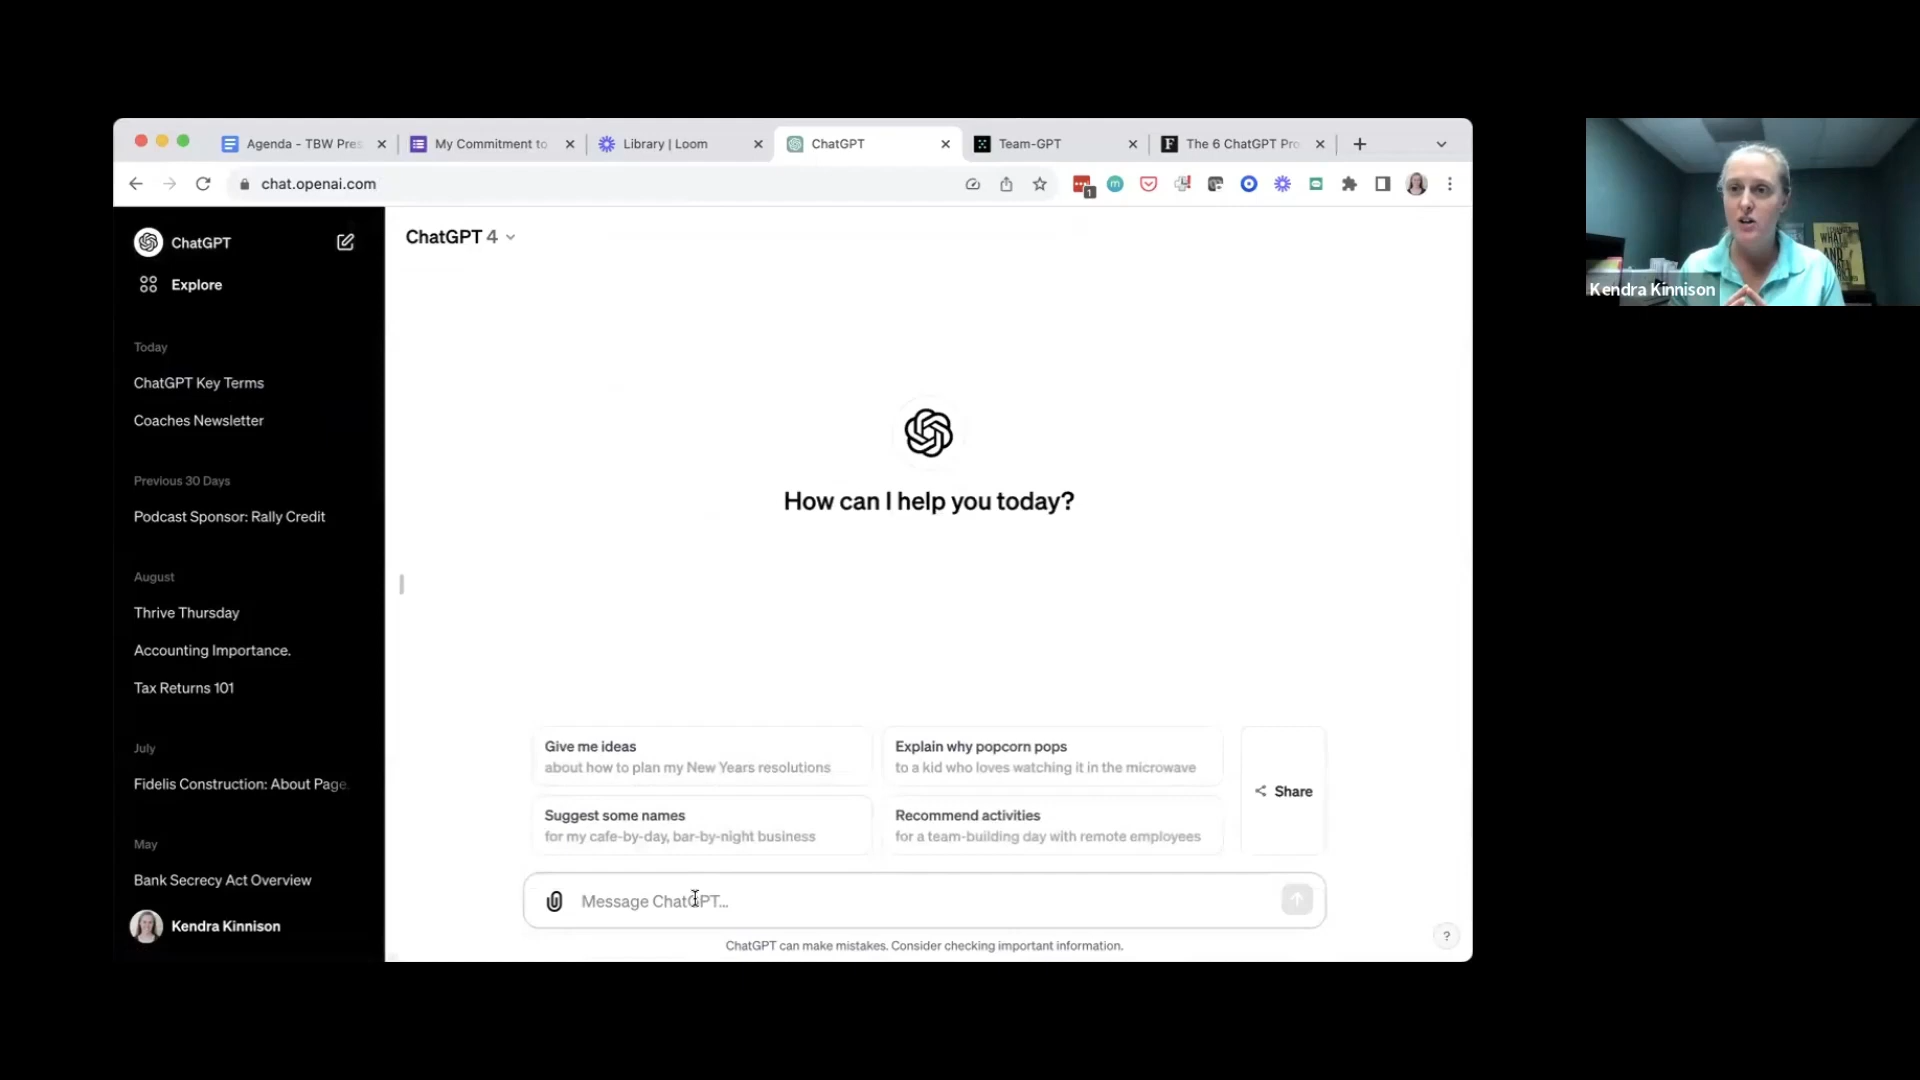 Agenda - TBW Pres
My Commitment to
Library | Loom
ChatGPT
Team-GPT
The 6 ChatGPT Pro
chat.openai.com
1
ChatGPT
Explore
Today
ChatGPT Key Terms
Coaches Newsletter
Previous 30 Days
Podcast Sponsor: Rally Credit
August
Thrive Thursday
Accounting Importance.
Tax Returns 101
July
Fidelis Construction: About Page
May
Bank Secrecy Act Overview
Kendra Kinnison
ChatGPT 4
How can I help you today?
Give me ideas
about how to plan my New Years resolutions
Explain why popcorn pops
to a kid who loves watching it in the microwave
Suggest some names
for my cafe-by-day, bar-by-night business
Recommend activities
for a team-building day with remote employees
Share
Message ChatGPT...
ChatGPT can make mistakes. Consider checking important information.
?
WHAT
AND
Kendra Kinnison